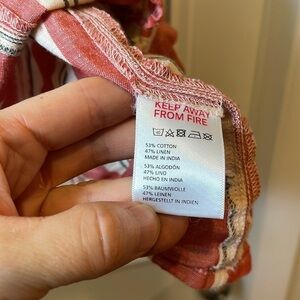 KEEP AWAY
FROM FIRE
53% COTTON
47% LINEN
MADE IN INDIA
53% ALGODÓN
47% LINO
HECHO EN INDIA
53% BAUMWOLLE
47% LEINEN
HERGESTELLT IN INDIEN